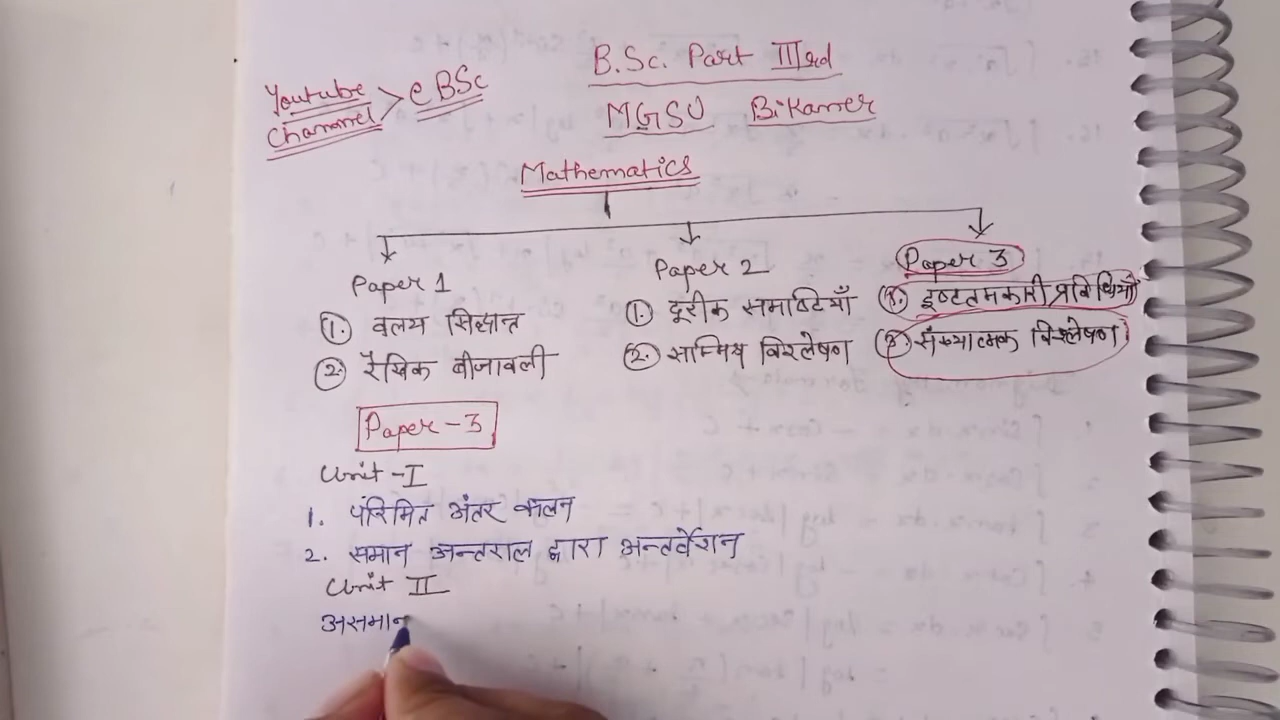 B.Sc. Part IIIrd
Youtube Channel > eBSc
MGSU Bikaner
Mathematics
Paper 1
① वलय सिद्धान्त
② रैखिक बीजावली
Paper 2
① दूरीक समष्टियाँ
② सम्मिश्र विश्लेषण
Paper 3
① इष्टतमकारी प्रविधियाँ
② संख्यात्मक विश्लेषण
Paper - 3
Unit - I
1. परिमित अंतर कलन
2. समान अन्तराल द्वारा अन्तर्वेशन
Unit II
असमान